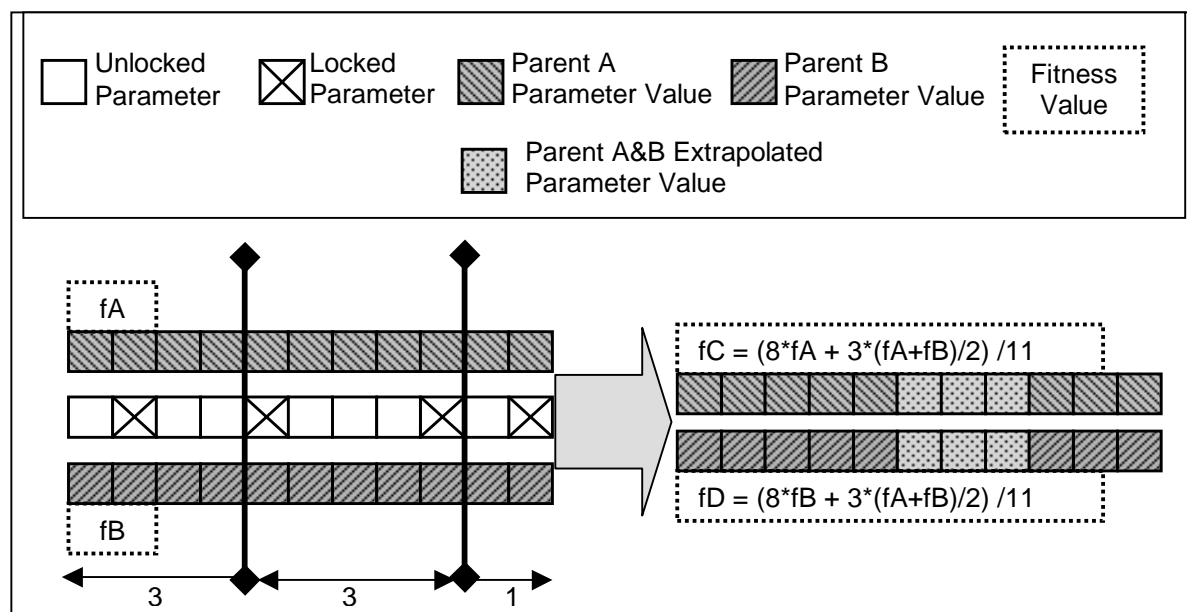 Unlocked
Parameter
Locked
Parameter
Parent A
Parameter Value
Parent B
Parameter Value
Fitness
Value
Parent A&B Extrapolated
Parameter Value
fA
fB
fC = (8*fA + 3*(fA+fB)/2) /11
fD = (8*fB + 3*(fA+fB)/2) /11
3
3
1